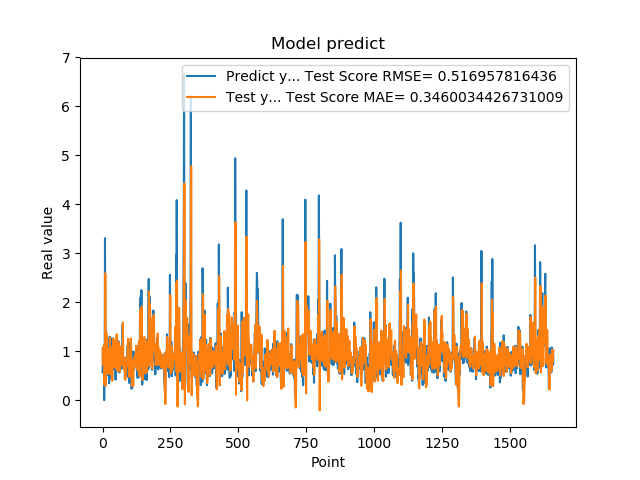 Model predict
Predict y... Test Score RMSE= 0.516957816436
Test y... Test Score MAE= 0.3460034426731009
7
6
5
4
3
2
1
0
Real value
0 250 500 750 1000 1250 1500
Point